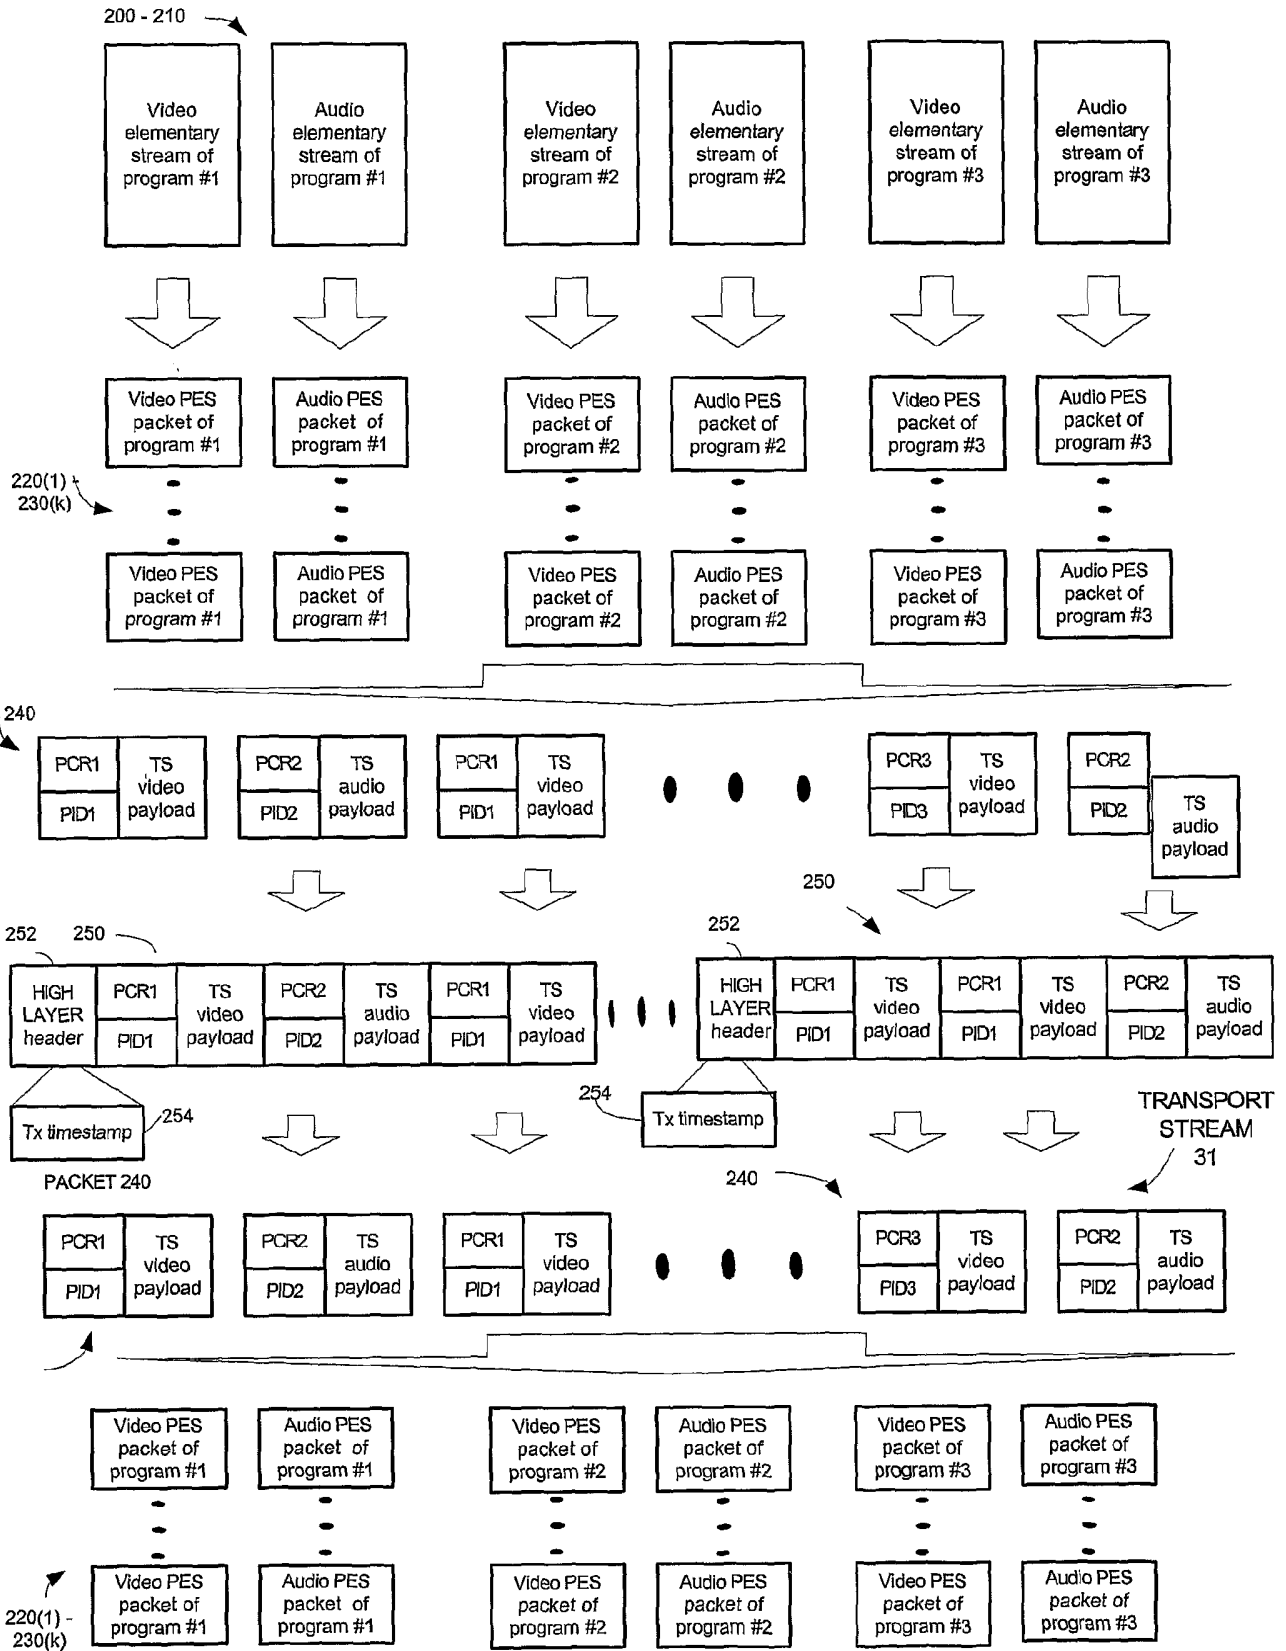 200 - 210
Video elementary stream of program #1
Audio elementary stream of program #1
Video elementary stream of program #2
Audio elementary stream of program #2
Video elementary stream of program #3
Audio elementary stream of program #3
Video PES packet of program #1
Audio PES packet of program #1
Video PES packet of program #2
Audio PES packet of program #2
Video PES packet of program #3
Audio PES packet of program #3
220(1) -
230(k)
Video PES packet of program #1
Audio PES packet of program #1
Video PES packet of program #2
Audio PES packet of program #2
Video PES packet of program #3
Audio PES packet of program #3
240
PCR1
PID1
TS video payload
PCR2
PID2
TS audio payload
PCR1
PID1
TS video payload
PCR3
PID3
TS video payload
PCR2
PID2
TS audio payload
250
252
250
252
HIGH LAYER header
PCR1
PID1
TS video payload
PCR2
PID2
TS audio payload
PCR1
PID1
TS video payload
HIGH LAYER header
PCR1
PID1
TS video payload
PCR1
PID1
TS video payload
PCR2
PID2
TS audio payload
Tx timestamp
254
254
Tx timestamp
TRANSPORT
STREAM
31
PACKET 240
240
PCR1
PID1
TS video payload
PCR2
PID2
TS audio payload
PCR1
PID1
TS video payload
PCR3
PID3
TS video payload
PCR2
PID2
TS audio payload
Video PES packet of program #1
Audio PES packet of program #1
Video PES packet of program #2
Audio PES packet of program #2
Video PES packet of program #3
Audio PES packet of program #3
220(1) -
230(k)
Video PES packet of program #1
Audio PES packet of program #1
Video PES packet of program #2
Audio PES packet of program #2
Video PES packet of program #3
Audio PES packet of program #3